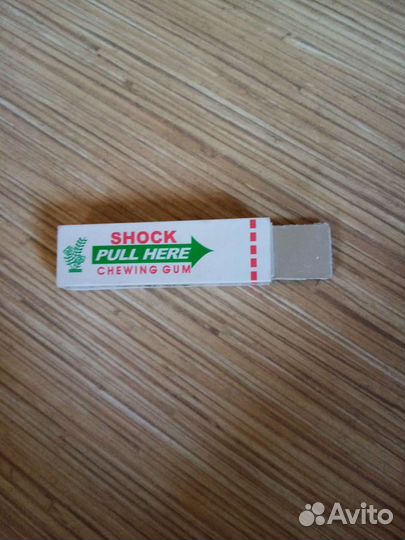 SHOCK
PULL HERE
CHEWING GUM
Avito